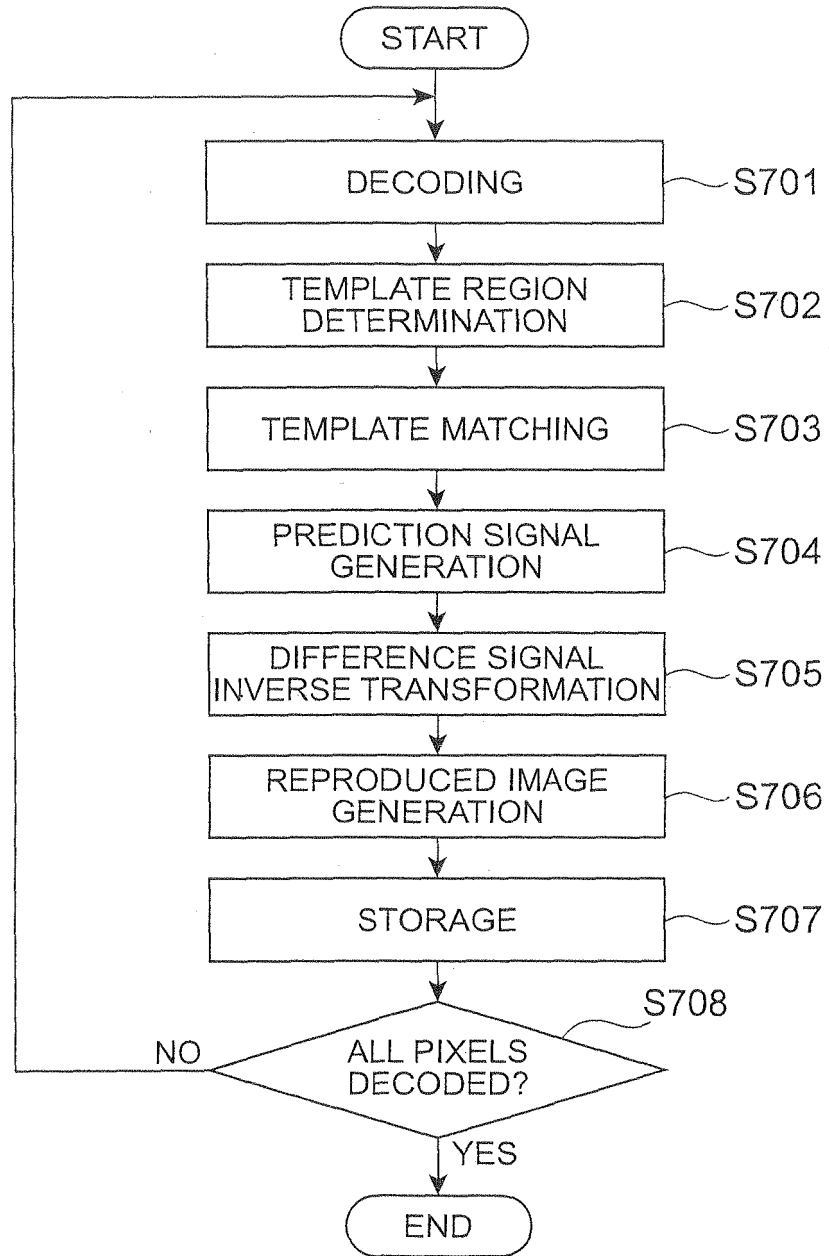 START
DECODING
S701
TEMPLATE REGION
DETERMINATION
S702
TEMPLATE MATCHING
S703
PREDICTION SIGNAL
GENERATION
S704
DIFFERENCE SIGNAL
INVERSE TRANSFORMATION
S705
REPRODUCED IMAGE
GENERATION
S706
STORAGE
S707
S708
NO
ALL PIXELS
DECODED?
YES
END